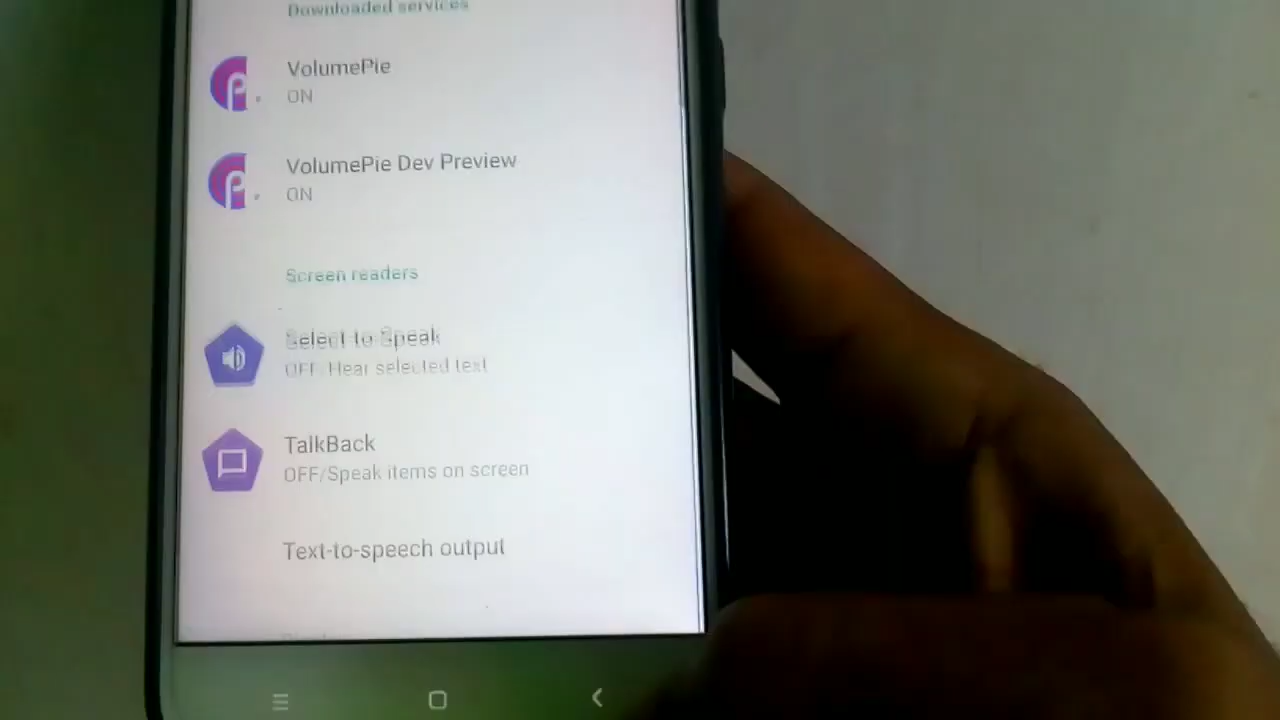 Downloaded services
VolumePie
ON
VolumePie Dev Preview
ON
Screen readers
Select to Speak
OFF/Hear selected text
TalkBack
OFF/Speak items on screen
Text-to-speech output